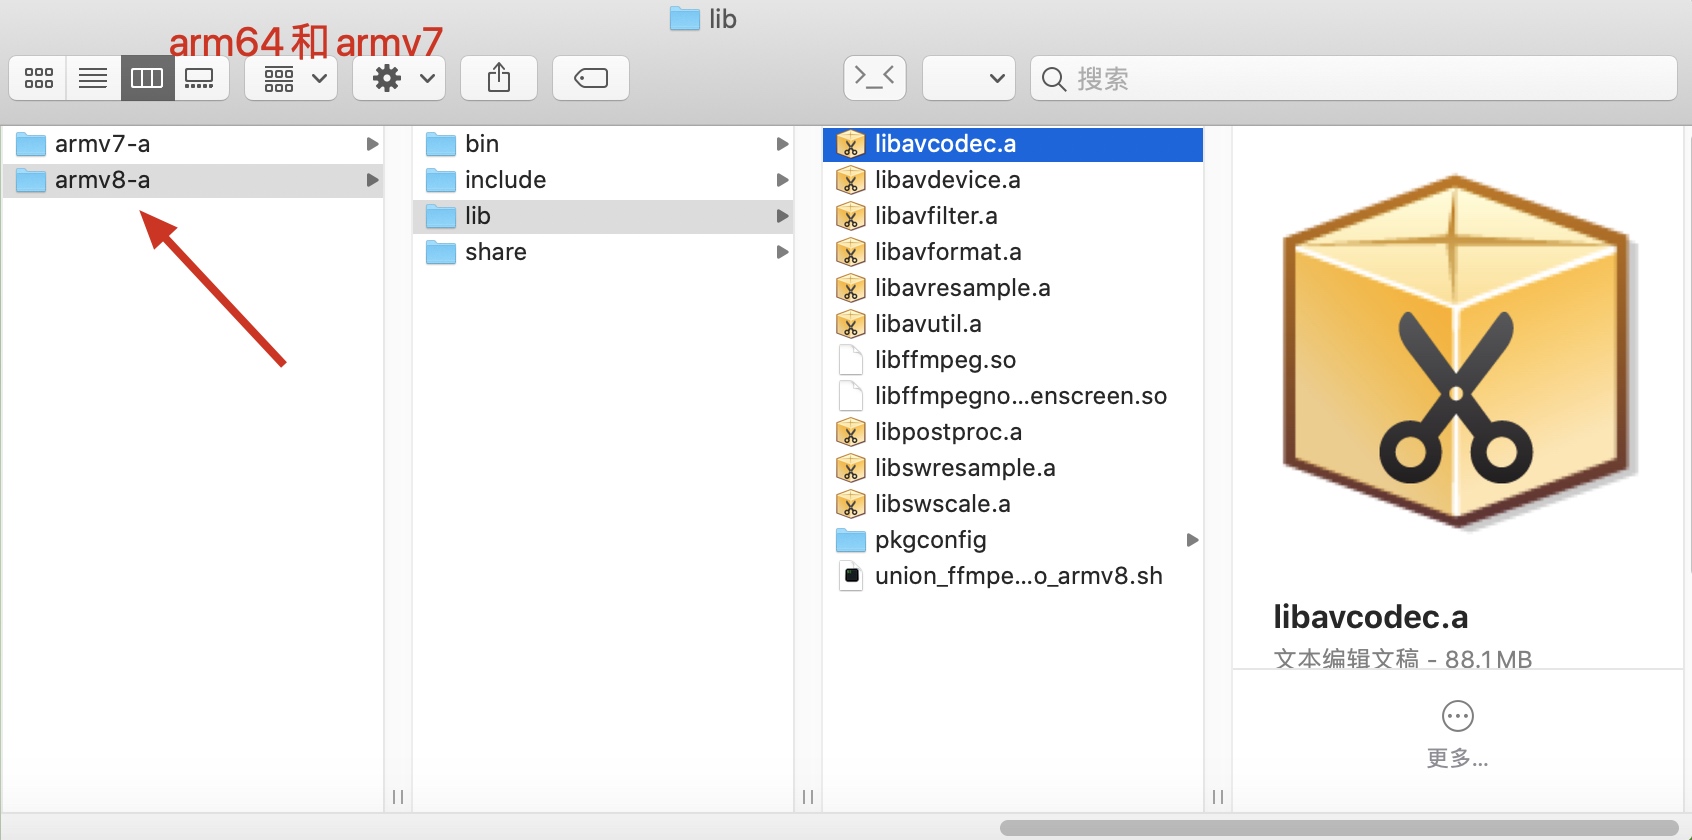 lib
arm64 和 armv7
搜索
armv7-a
armv8-a
bin
include
lib
share
libavcodec.a
libavdevice.a
libavfilter.a
libavformat.a
libavresample.a
libavutil.a
libffmpeg.so
libffmpegno...enscreen.so
libpostproc.a
libswresample.a
libswscale.a
pkgconfig
union_ffmpe...o_armv8.sh
libavcodec.a
文本编辑文稿 - 88.1 MB
更多...